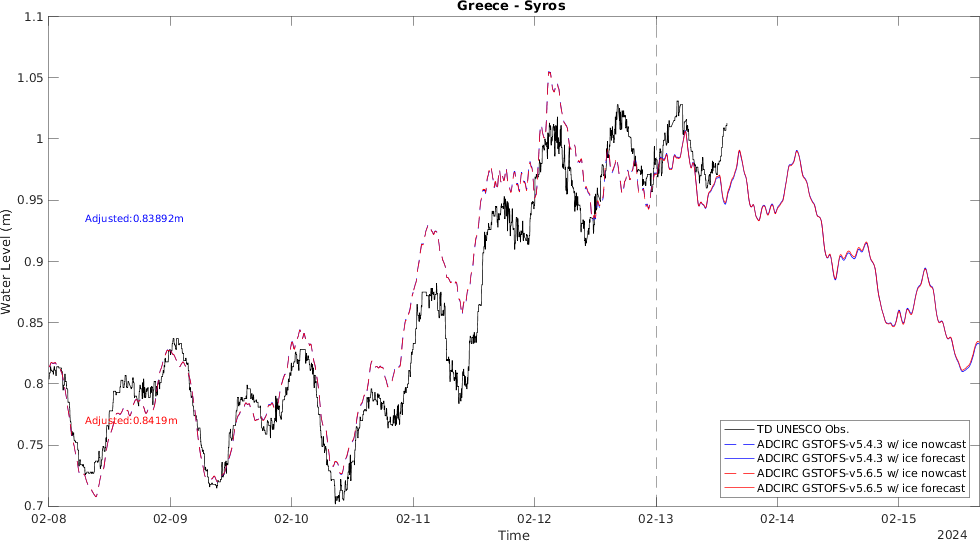 Greece - Syros
1.1
1.05
1
0.95
0.9
0.85
0.8
0.75
0.7
Water Level (m)
Adjusted:0.83892m
Adjusted:0.8419m
TD UNESCO Obs.
ADCIRC GSTOFS-v5.4.3 w/ ice nowcast
ADCIRC GSTOFS-v5.4.3 w/ ice forecast
ADCIRC GSTOFS-v5.6.5 w/ ice nowcast
ADCIRC GSTOFS-v5.6.5 w/ ice forecast
02-08 02-09 02-10 02-11 02-12 02-13 02-14 02-15
Time
2024